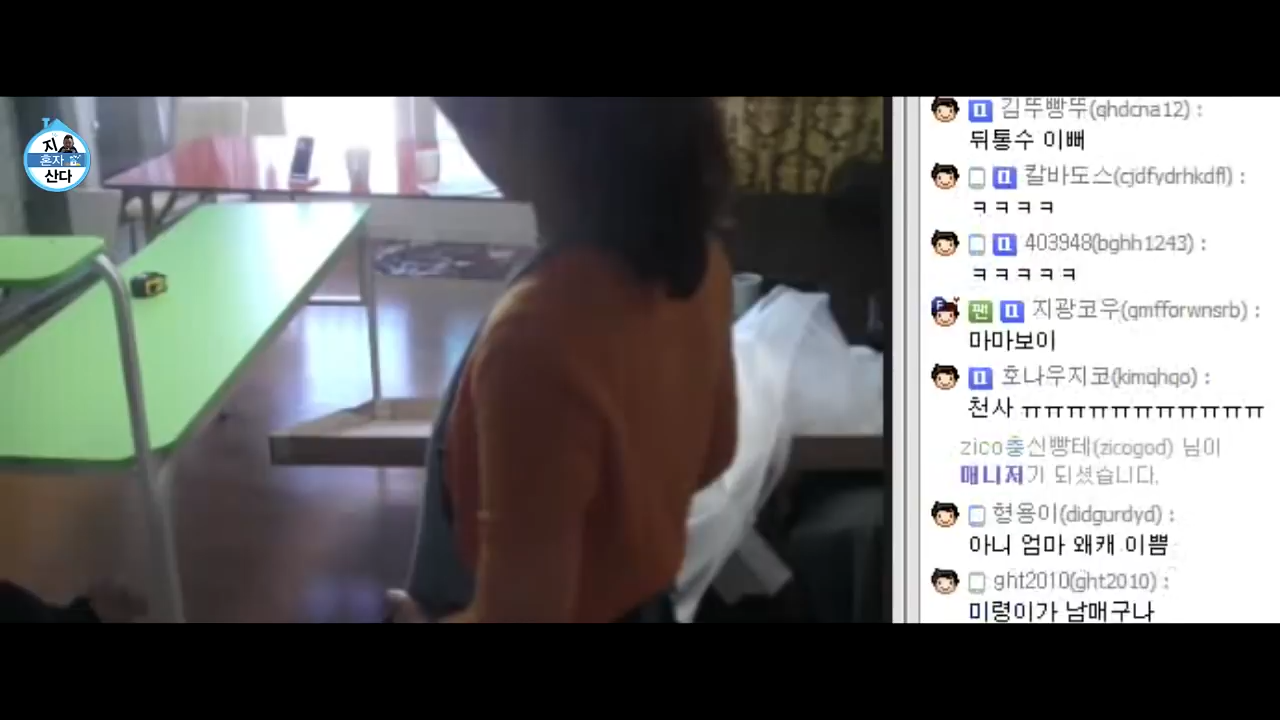 지
혼자
산다
김뚜빵뚜(qhdcna12) :
뒤통수 이뻐
칼바도스(cjdfydrhkdfl) :
ㅋㅋㅋㅋ
403948(bghh1243) :
ㅋㅋㅋㅋㅋ
팬 지광코우(qmfforwnsrb) :
마마보이
호나우지코(kimqhqo) :
천사 ㅠㅠㅠㅠㅠㅠㅠㅠㅠㅠㅠ
zico충신빵테(zicogod) 님이
매니저가 되셨습니다.
형용이(didgurdyd) :
아니 엄마 왜캐 이쁨
ght2010(ght2010) :
미령이가 남매구나